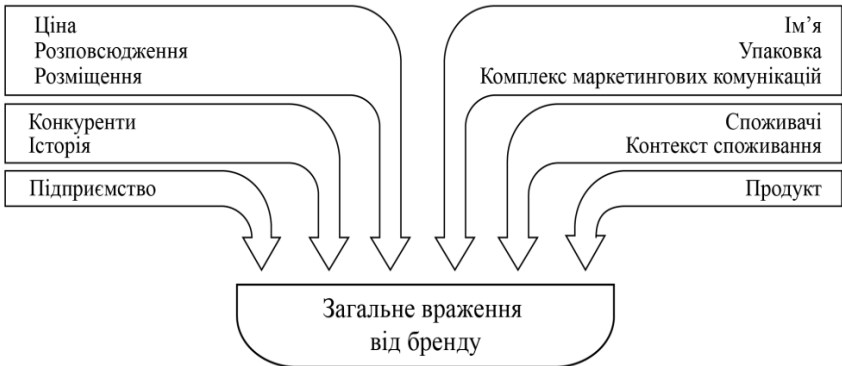 Ціна
Розповсюдження
Розміщення
Ім’я
Упаковка
Комплекс маркетингових комунікацій
Конкуренти
Історія
Споживачі
Контекст споживання
Підприємство
Продукт
Загальне враження
від бренду